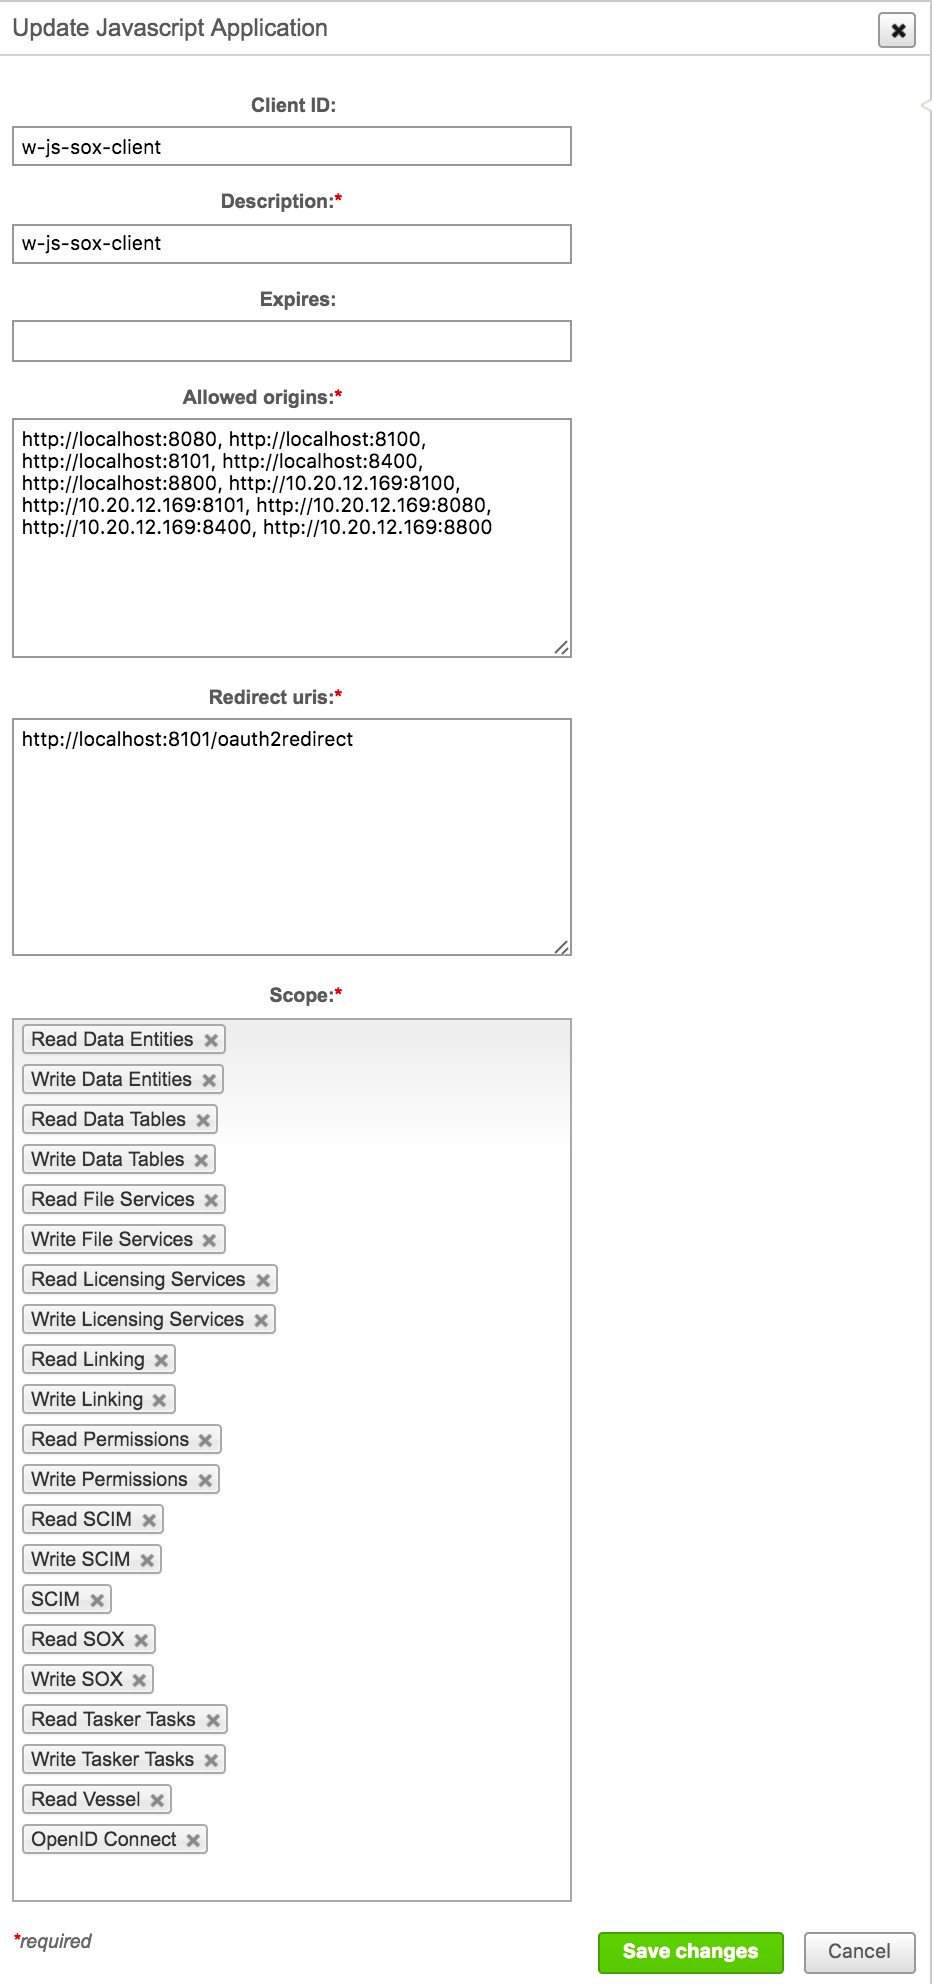 Update Javascript Application
Client ID:
w-js-sox-client
Description:*
w-js-sox-client
Expires:
Allowed origins:*
http://localhost:8080, http://localhost:8100,
http://localhost:8101, http://localhost:8400,
http://localhost:8800, http://10.20.12.169:8100,
http://10.20.12.169:8101, http://10.20.12.169:8080,
http://10.20.12.169:8400, http://10.20.12.169:8800
Redirect uris:*
http://localhost:8101/oauth2redirect
Scope:*
Read Data Entities
Write Data Entities
Read Data Tables
Write Data Tables
Read File Services
Write File Services
Read Licensing Services
Write Licensing Services
Read Linking
Write Linking
Read Permissions
Write Permissions
Read SCIM
Write SCIM
SCIM
Read SOX
Write SOX
Read Tasker Tasks
Write Tasker Tasks
Read Vessel
OpenID Connect
*required
Save changes
Cancel